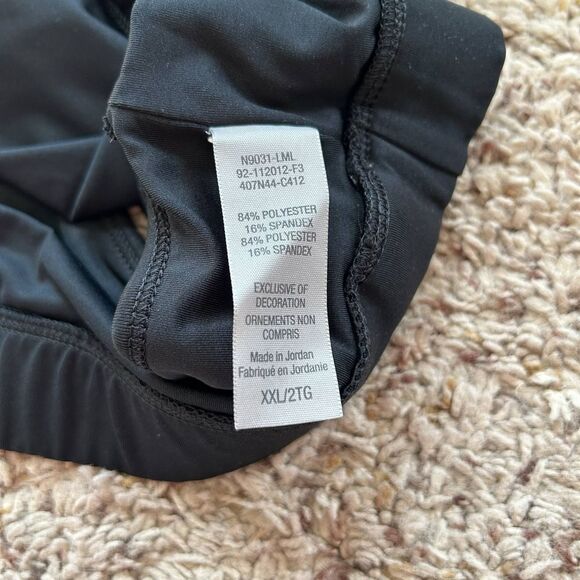 N9031-LML
92-112012-F3
407N44-C412
84% POLYESTER
16% SPANDEX
84% POLYESTER
16% SPANDEX
EXCLUSIVE OF
DECORATION
ORNEMENTS NON
COMPRIS
Made in Jordan
Fabriqué en Jordanie
XXL/2TG